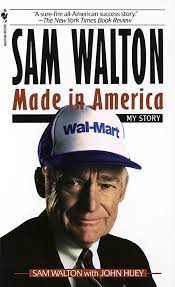 "A sure-fire all-American success story."
—The New York Times Book Review
SAM WALTON
Made in America
MY STORY
Wal-Mart
SAM WALTON with JOHN HUEY